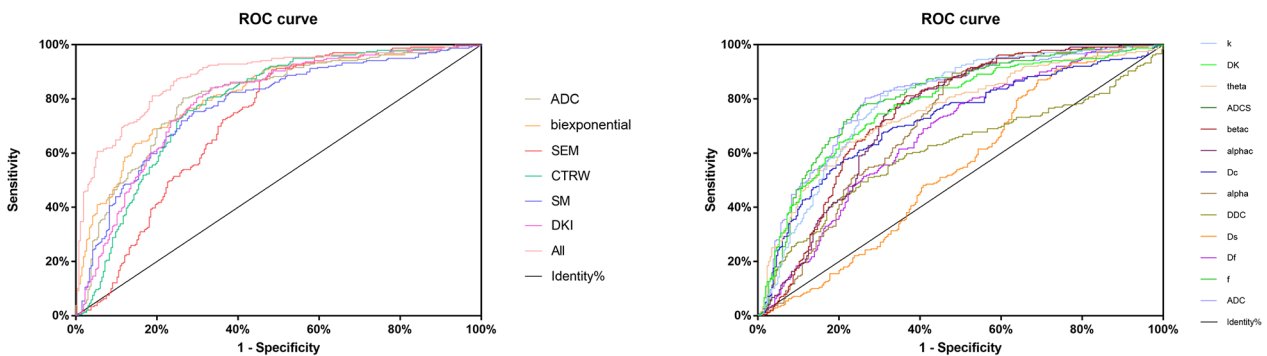 ROC curve
Sensitivity
100%
80%
60%
40%
20%
0%
0%
20%
40%
60%
80%
100%
1 - Specificity
ADC
biexponential
SEM
CTRW
SM
DKI
All
Identity%
ROC curve
Sensitivity
100%
80%
60%
40%
20%
0%
0%
20%
40%
60%
80%
100%
1 - Specificity
k
DK
theta
ADCS
betac
alphac
Dc
alpha
DDC
Ds
Df
f
ADC
Identity%